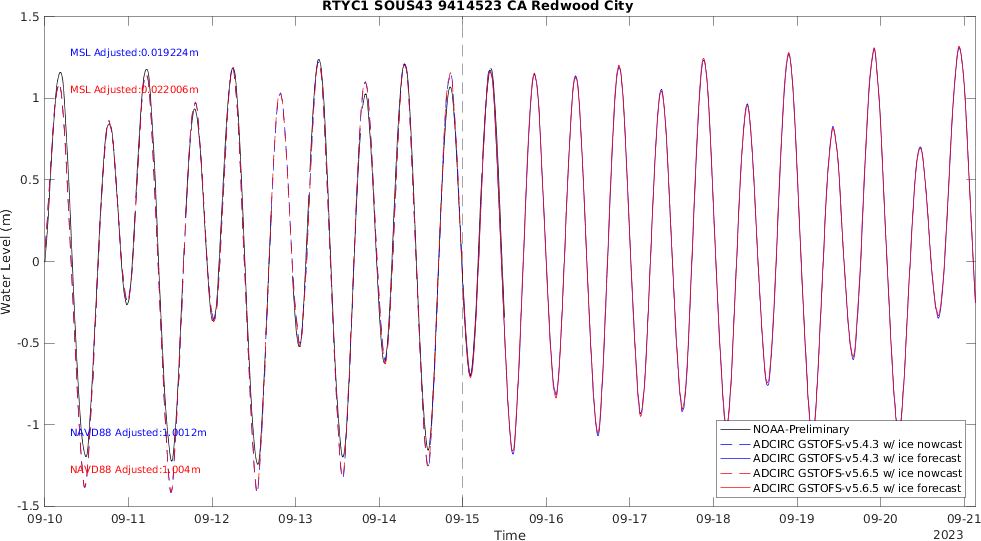 RTYC1 SOUS43 9414523 CA Redwood City
1.5
MSL Adjusted:0.019224m
1
MSL Adjusted:0.022006m
0.5
Water Level (m)
0
-0.5
-1
NAVD88 Adjusted:1.0012m
NAVD88 Adjusted:1.004m
-1.5
NOAA-Preliminary
ADCIRC GSTOFS-v5.4.3 w/ ice nowcast
ADCIRC GSTOFS-v5.4.3 w/ ice forecast
ADCIRC GSTOFS-v5.6.5 w/ ice nowcast
ADCIRC GSTOFS-v5.6.5 w/ ice forecast
09-10 09-11 09-12 09-13 09-14 09-15 09-16 09-17 09-18 09-19 09-20 09-21
Time
2023